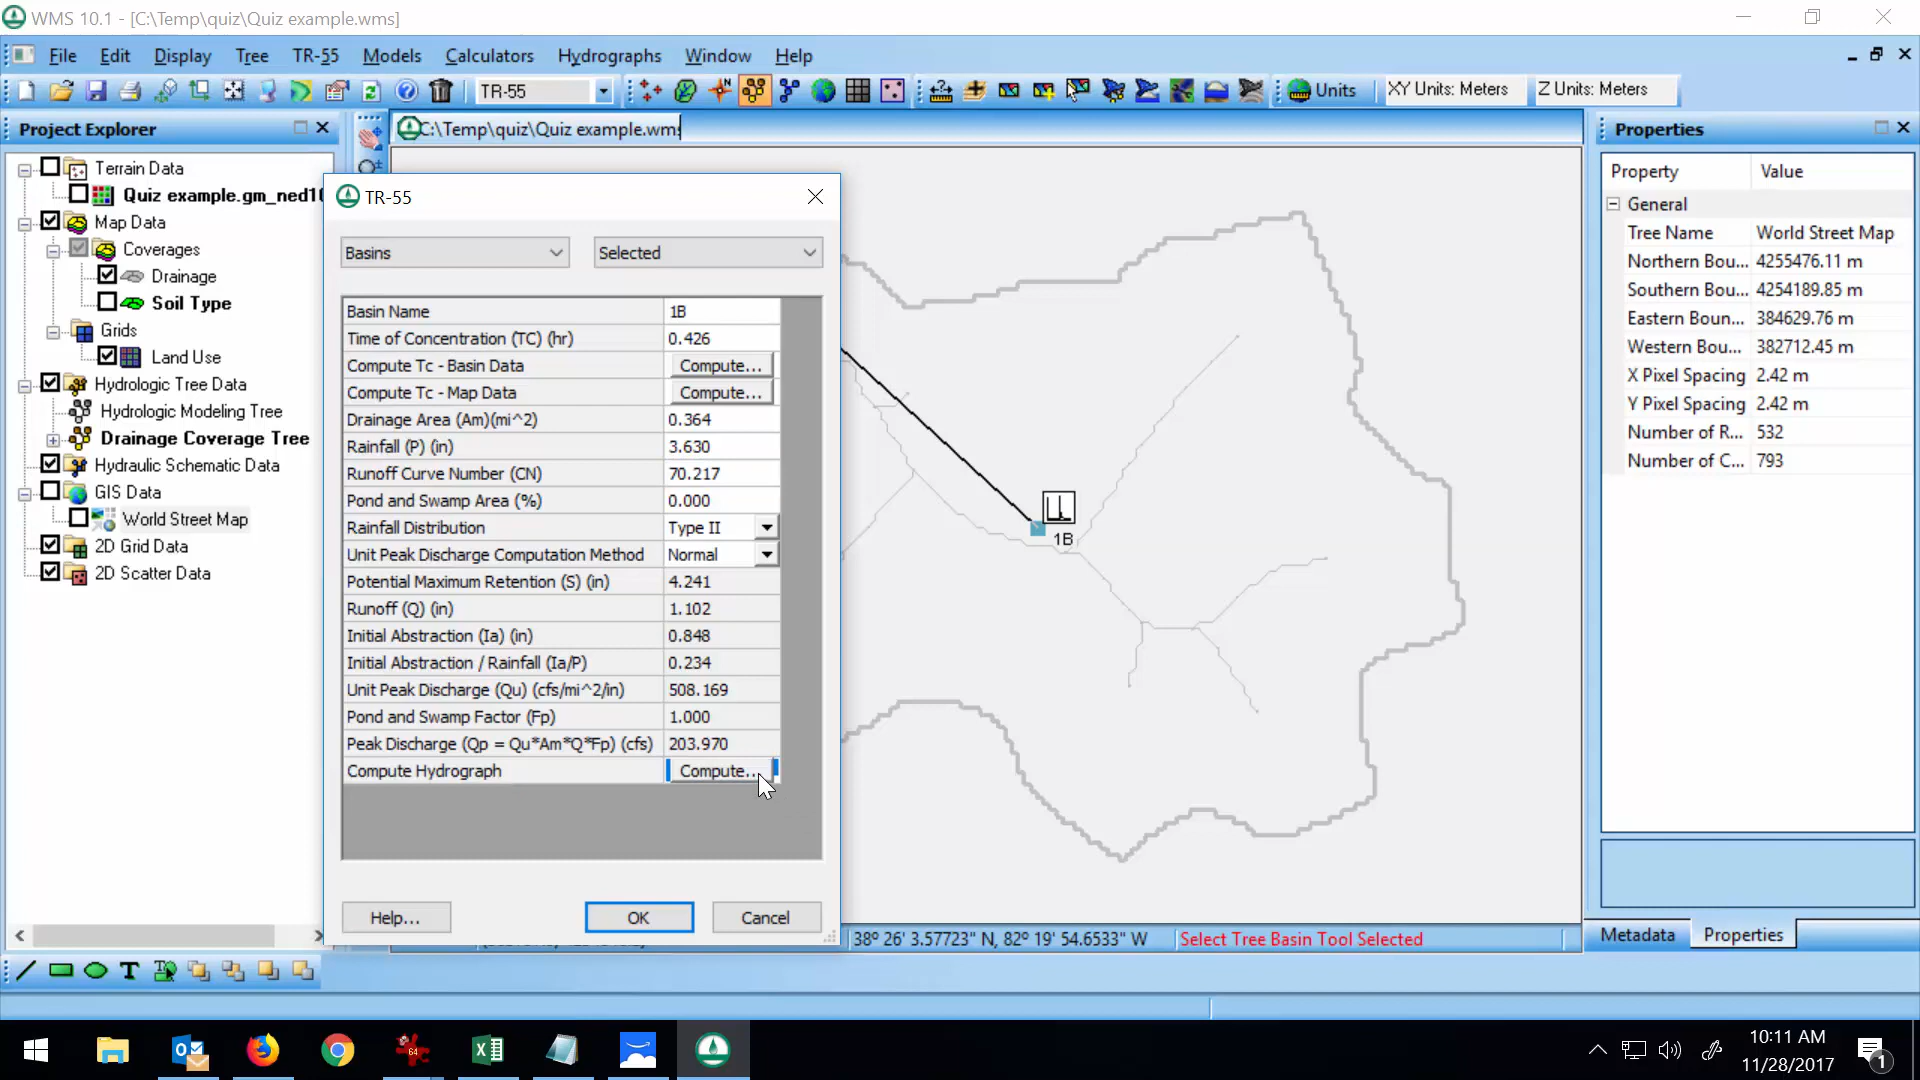 WMS 10.1 - [C:\Temp\quiz\Quiz example.wms]
File Edit Display Tree TR-55 Models Calculators Hydrographs Window Help
TR-55
Units XY Units: Meters Z Units: Meters
Project Explorer
C:\Temp\quiz\Quiz example.wms
Properties
Terrain Data
Quiz example.gm_ned10
Map Data
Coverages
Drainage
Soil Type
Grids
Land Use
Hydrologic Tree Data
Hydrologic Modeling Tree
Drainage Coverage Tree
Hydraulic Schematic Data
GIS Data
World Street Map
2D Grid Data
2D Scatter Data
TR-55
Basins Selected
Basin Name 1B
Time of Concentration (TC) (hr) 0.426
Compute Tc - Basin Data Compute...
Compute Tc - Map Data Compute...
Drainage Area (Am)(mi^2) 0.364
Rainfall (P) (in) 3.630
Runoff Curve Number (CN) 70.217
Pond and Swamp Area (%) 0.000
Rainfall Distribution Type II
Unit Peak Discharge Computation Method Normal
Potential Maximum Retention (S) (in) 4.241
Runoff (Q) (in) 1.102
Initial Abstraction (Ia) (in) 0.848
Initial Abstraction / Rainfall (Ia/P) 0.234
Unit Peak Discharge (Qu) (cfs/mi^2/in) 508.169
Pond and Swamp Factor (Fp) 1.000
Peak Discharge (Qp = Qu*Am*Q*Fp) (cfs) 203.970
Compute Hydrograph Compute...
Help... OK Cancel
1B
Property Value
General
Tree Name World Street Map
Northern Bou... 4255476.11 m
Southern Bou... 4254189.85 m
Eastern Boun... 384629.76 m
Western Bou... 382712.45 m
X Pixel Spacing 2.42 m
Y Pixel Spacing 2.42 m
Number of R... 532
Number of C... 793
Metadata Properties
38º 26' 3.57723" N, 82º 19' 54.6533" W Select Tree Basin Tool Selected
T
64
10:11 AM
11/28/2017
1